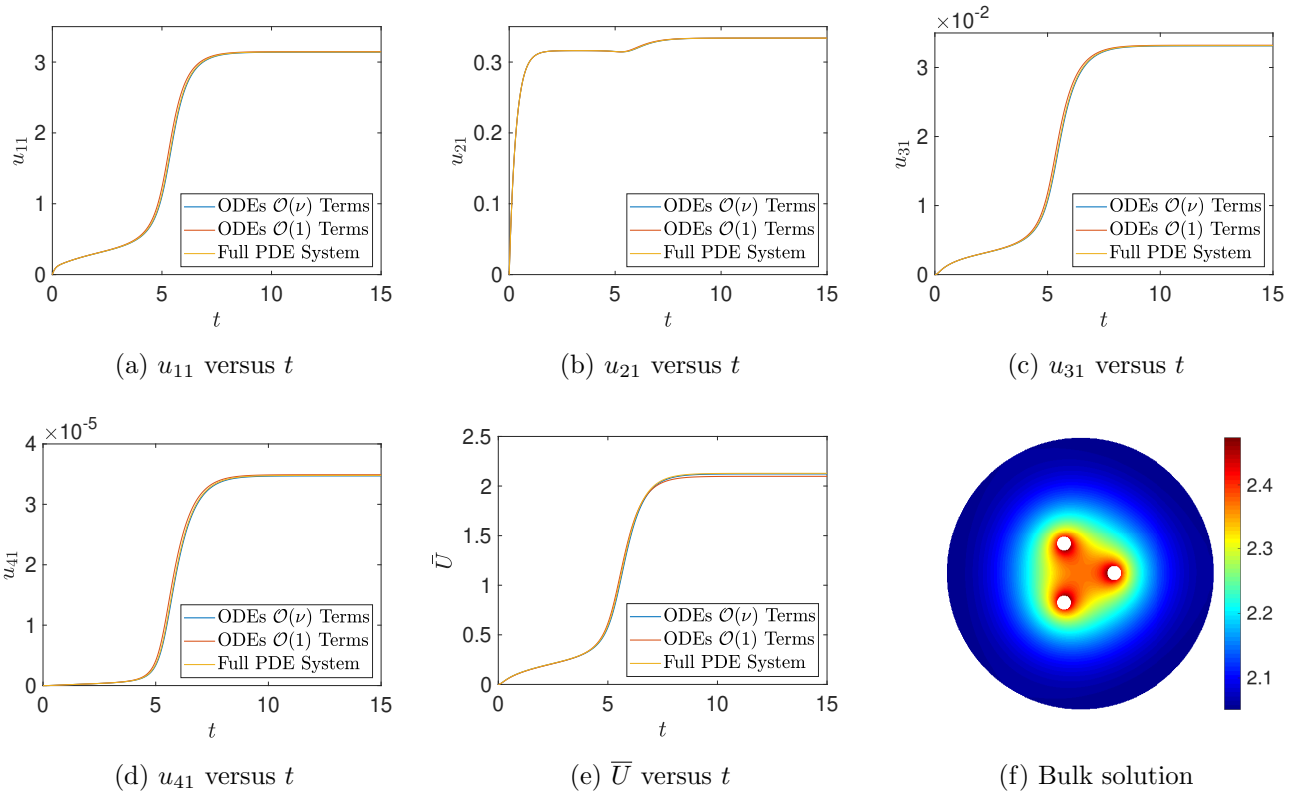 3
2
1
0
0
5
10
15
u₁₁
t
ODEs 𝒪(ν) Terms
ODEs 𝒪(1) Terms
Full PDE System
(a) u₁₁ versus t
0.3
0.2
0.1
0
0
5
10
15
u₂₁
t
ODEs 𝒪(ν) Terms
ODEs 𝒪(1) Terms
Full PDE System
(b) u₂₁ versus t
×10⁻²
3
2
1
0
0
5
10
15
u₃₁
t
ODEs 𝒪(ν) Terms
ODEs 𝒪(1) Terms
Full PDE System
(c) u₃₁ versus t
×10⁻⁵
4
3
2
1
0
0
5
10
15
u₄₁
t
ODEs 𝒪(ν) Terms
ODEs 𝒪(1) Terms
Full PDE System
(d) u₄₁ versus t
2.5
2
1.5
1
0.5
0
0
5
10
15
U̅
t
ODEs 𝒪(ν) Terms
ODEs 𝒪(1) Terms
Full PDE System
(e) U̅ versus t
2.4
2.3
2.2
2.1
(f) Bulk solution